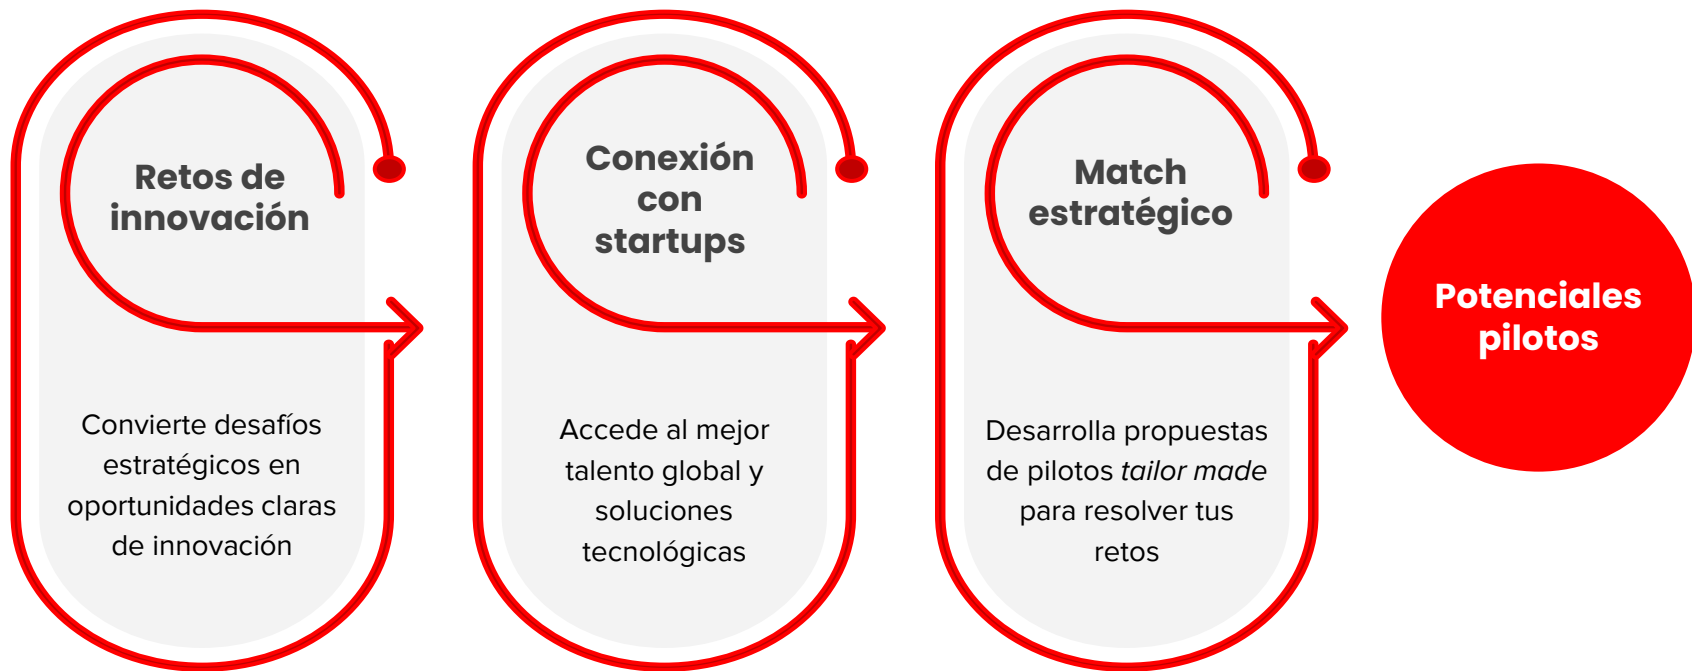 Retos de
innovación
Convierte desafíos
estratégicos en
oportunidades claras
de innovación
Conexión
con
startups
Accede al mejor
talento global y
soluciones
tecnológicas
Match
estratégico
Desarrolla propuestas
de pilotos tailor made
para resolver tus
retos
Potenciales
pilotos